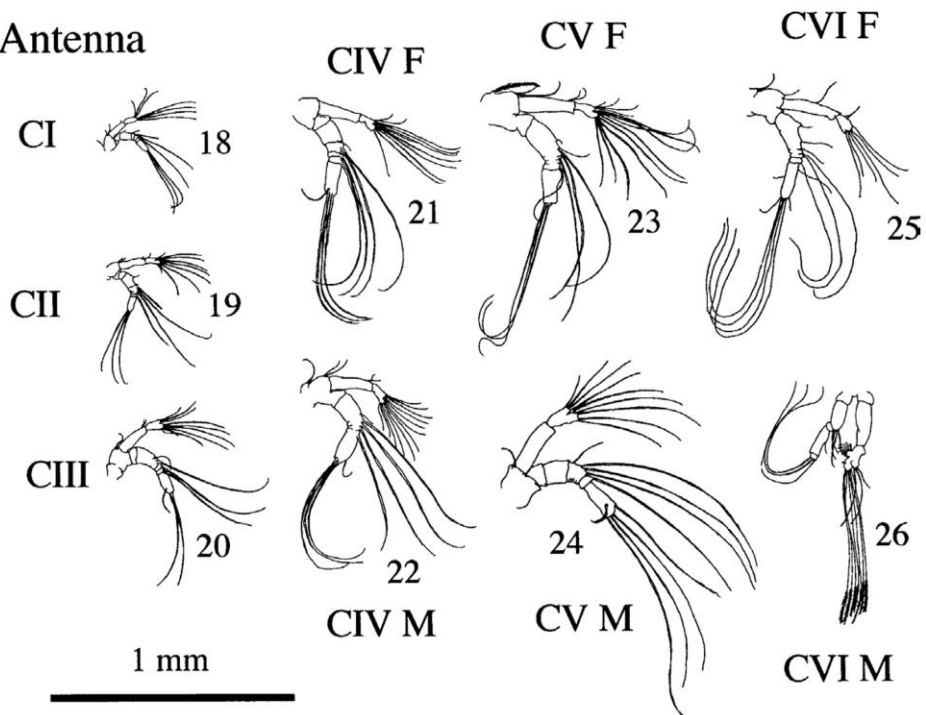 Antenna
CI
18
CII
19
CIII
20
CIV F
21
22
CIV M
CV F
23
24
CV M
CVI F
25
26
CVI M
1 mm